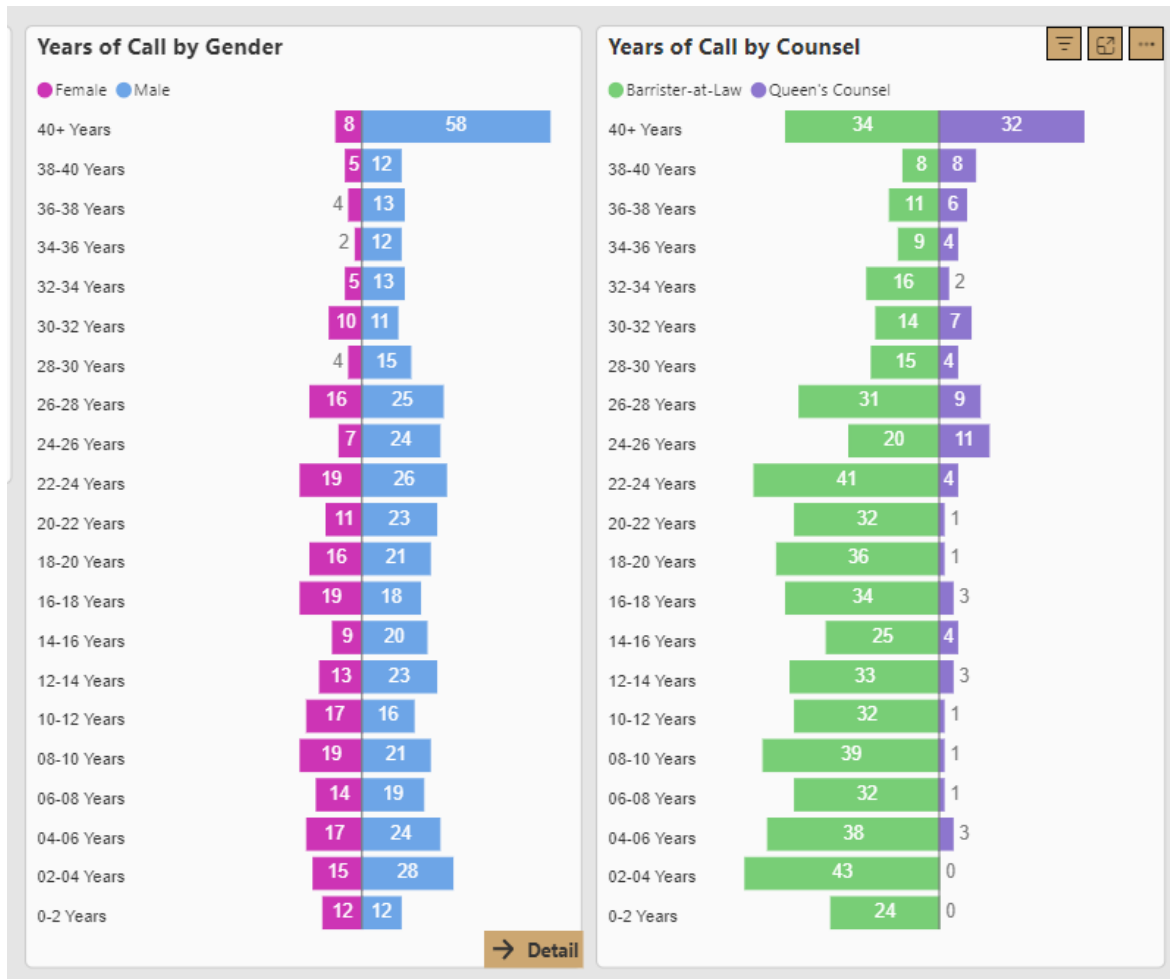 Years of Call by Gender
Female Male
40+ Years 8 58
38-40 Years 5 12
36-38 Years 4 13
34-36 Years 2 12
32-34 Years 5 13
30-32 Years 10 11
28-30 Years 4 15
26-28 Years 16 25
24-26 Years 7 24
22-24 Years 19 26
20-22 Years 11 23
18-20 Years 16 21
16-18 Years 19 18
14-16 Years 9 20
12-14 Years 13 23
10-12 Years 17 16
08-10 Years 19 21
06-08 Years 14 19
04-06 Years 17 24
02-04 Years 15 28
0-2 Years 12 12
Detail
Years of Call by Counsel
Barrister-at-Law Queen's Counsel
40+ Years 34 32
38-40 Years 8 8
36-38 Years 11 6
34-36 Years 9 4
32-34 Years 16 2
30-32 Years 14 7
28-30 Years 15 4
26-28 Years 31 9
24-26 Years 20 11
22-24 Years 41 4
20-22 Years 32 1
18-20 Years 36 1
16-18 Years 34 3
14-16 Years 25 4
12-14 Years 33 3
10-12 Years 32 1
08-10 Years 39 1
06-08 Years 32 1
04-06 Years 38 3
02-04 Years 43 0
0-2 Years 24 0